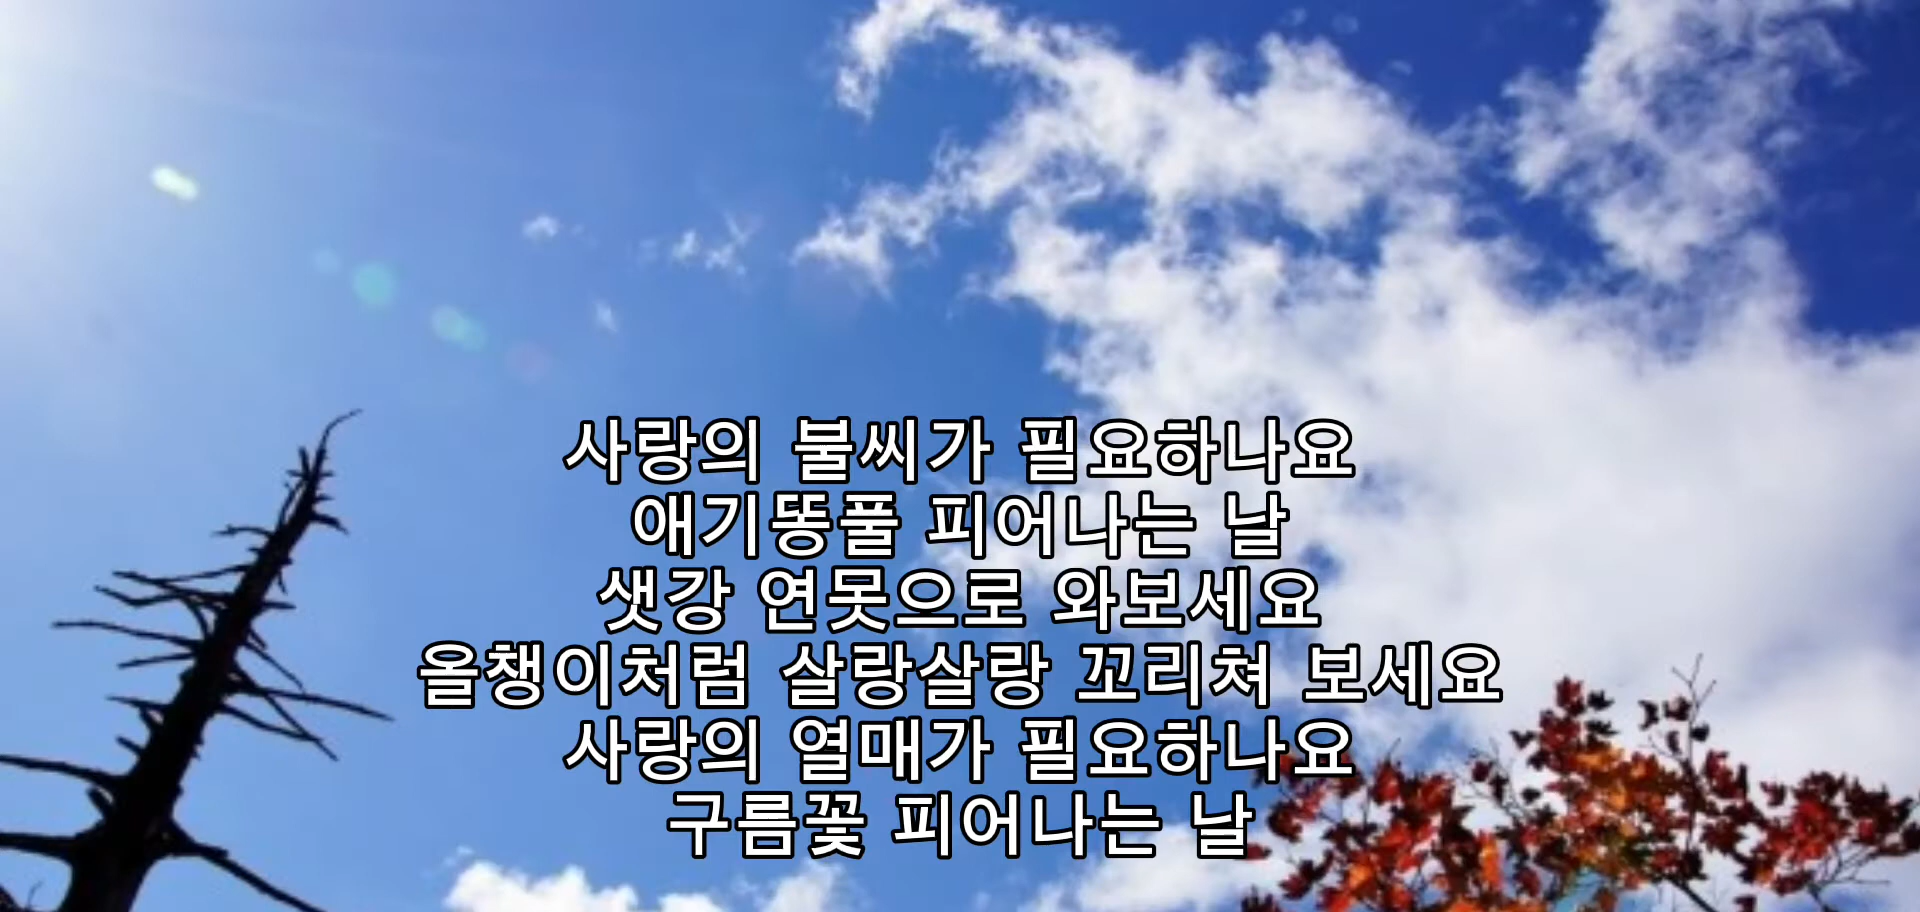 사랑의 불씨가 필요하나요
애기똥풀 피어나는 날
샛강 연못으로 와보세요
올챙이처럼 살랑살랑 꼬리쳐 보세요
사랑의 열매가 필요하나요
구름꽃 피어나는 날